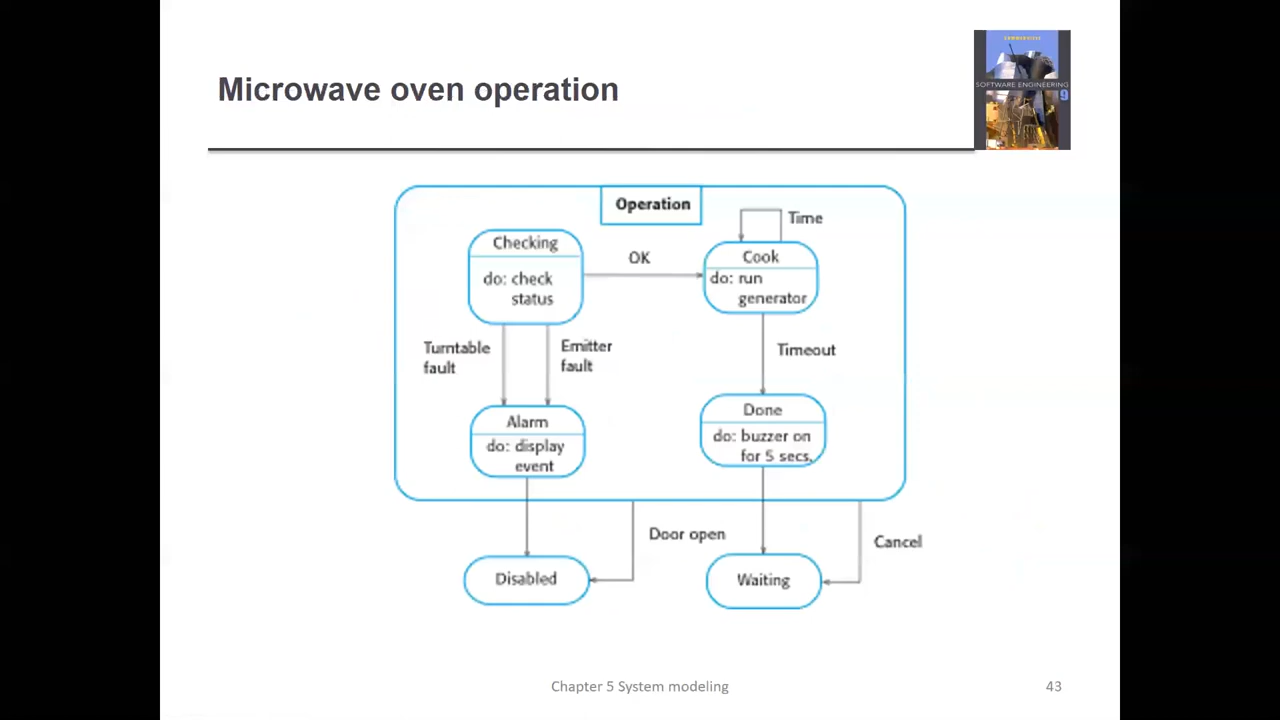 Microwave oven operation
SOMMERVILLE
SOFTWARE ENGINEERING
9
Operation
Time
Checking
OK
Cook
do: check
status
do: run
generator
Turntable
fault
Emitter
fault
Timeout
Alarm
do: display
event
Done
do: buzzer on
for 5 secs.
Door open
Cancel
Disabled
Waiting
Chapter 5 System modeling
43